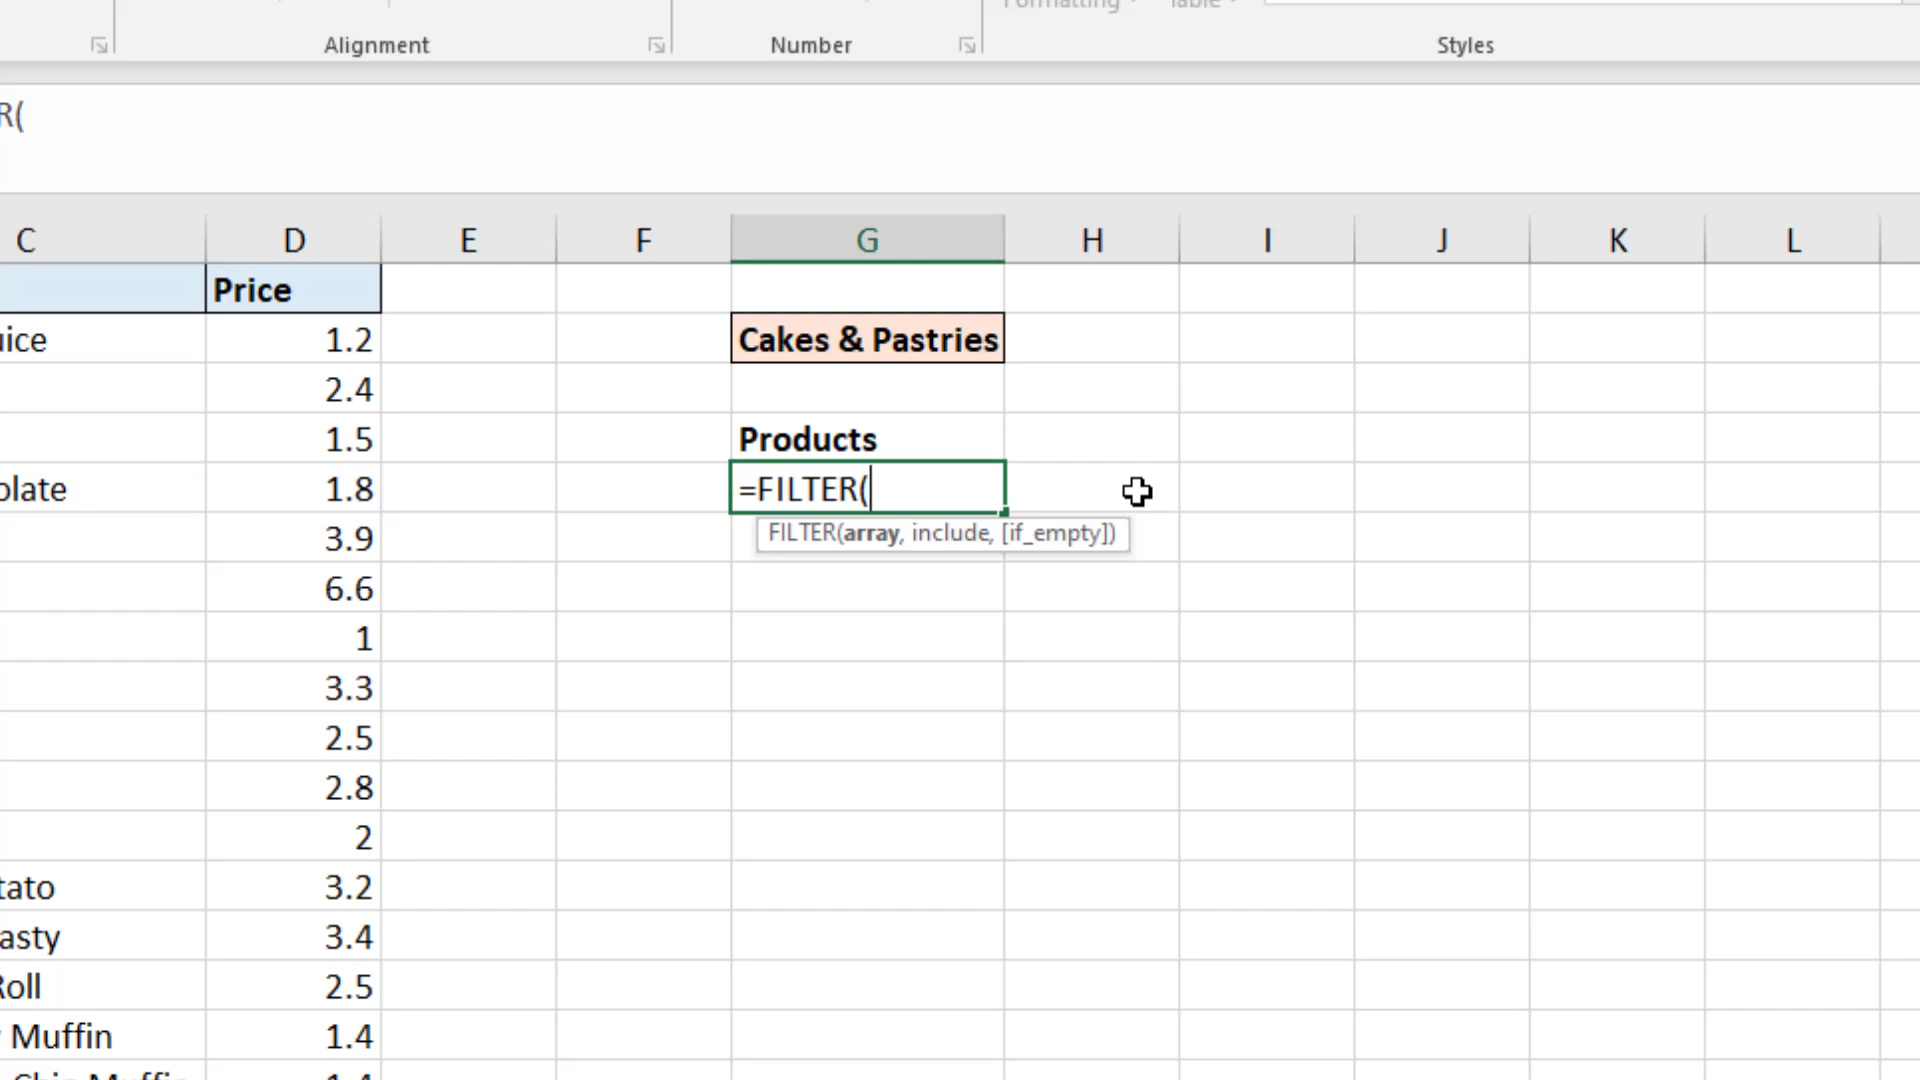 Alignment Number Styles
R(
C D E F G H I J K L
Price
uice 1.2 Cakes & Pastries
2.4
1.5 Products
olate 1.8 =FILTER(
3.9 FILTER(array, include, [if_empty])
6.6
1
3.3
2.5
2.8
2
tato 3.2
asty 3.4
Roll 2.5
Muffin 1.4